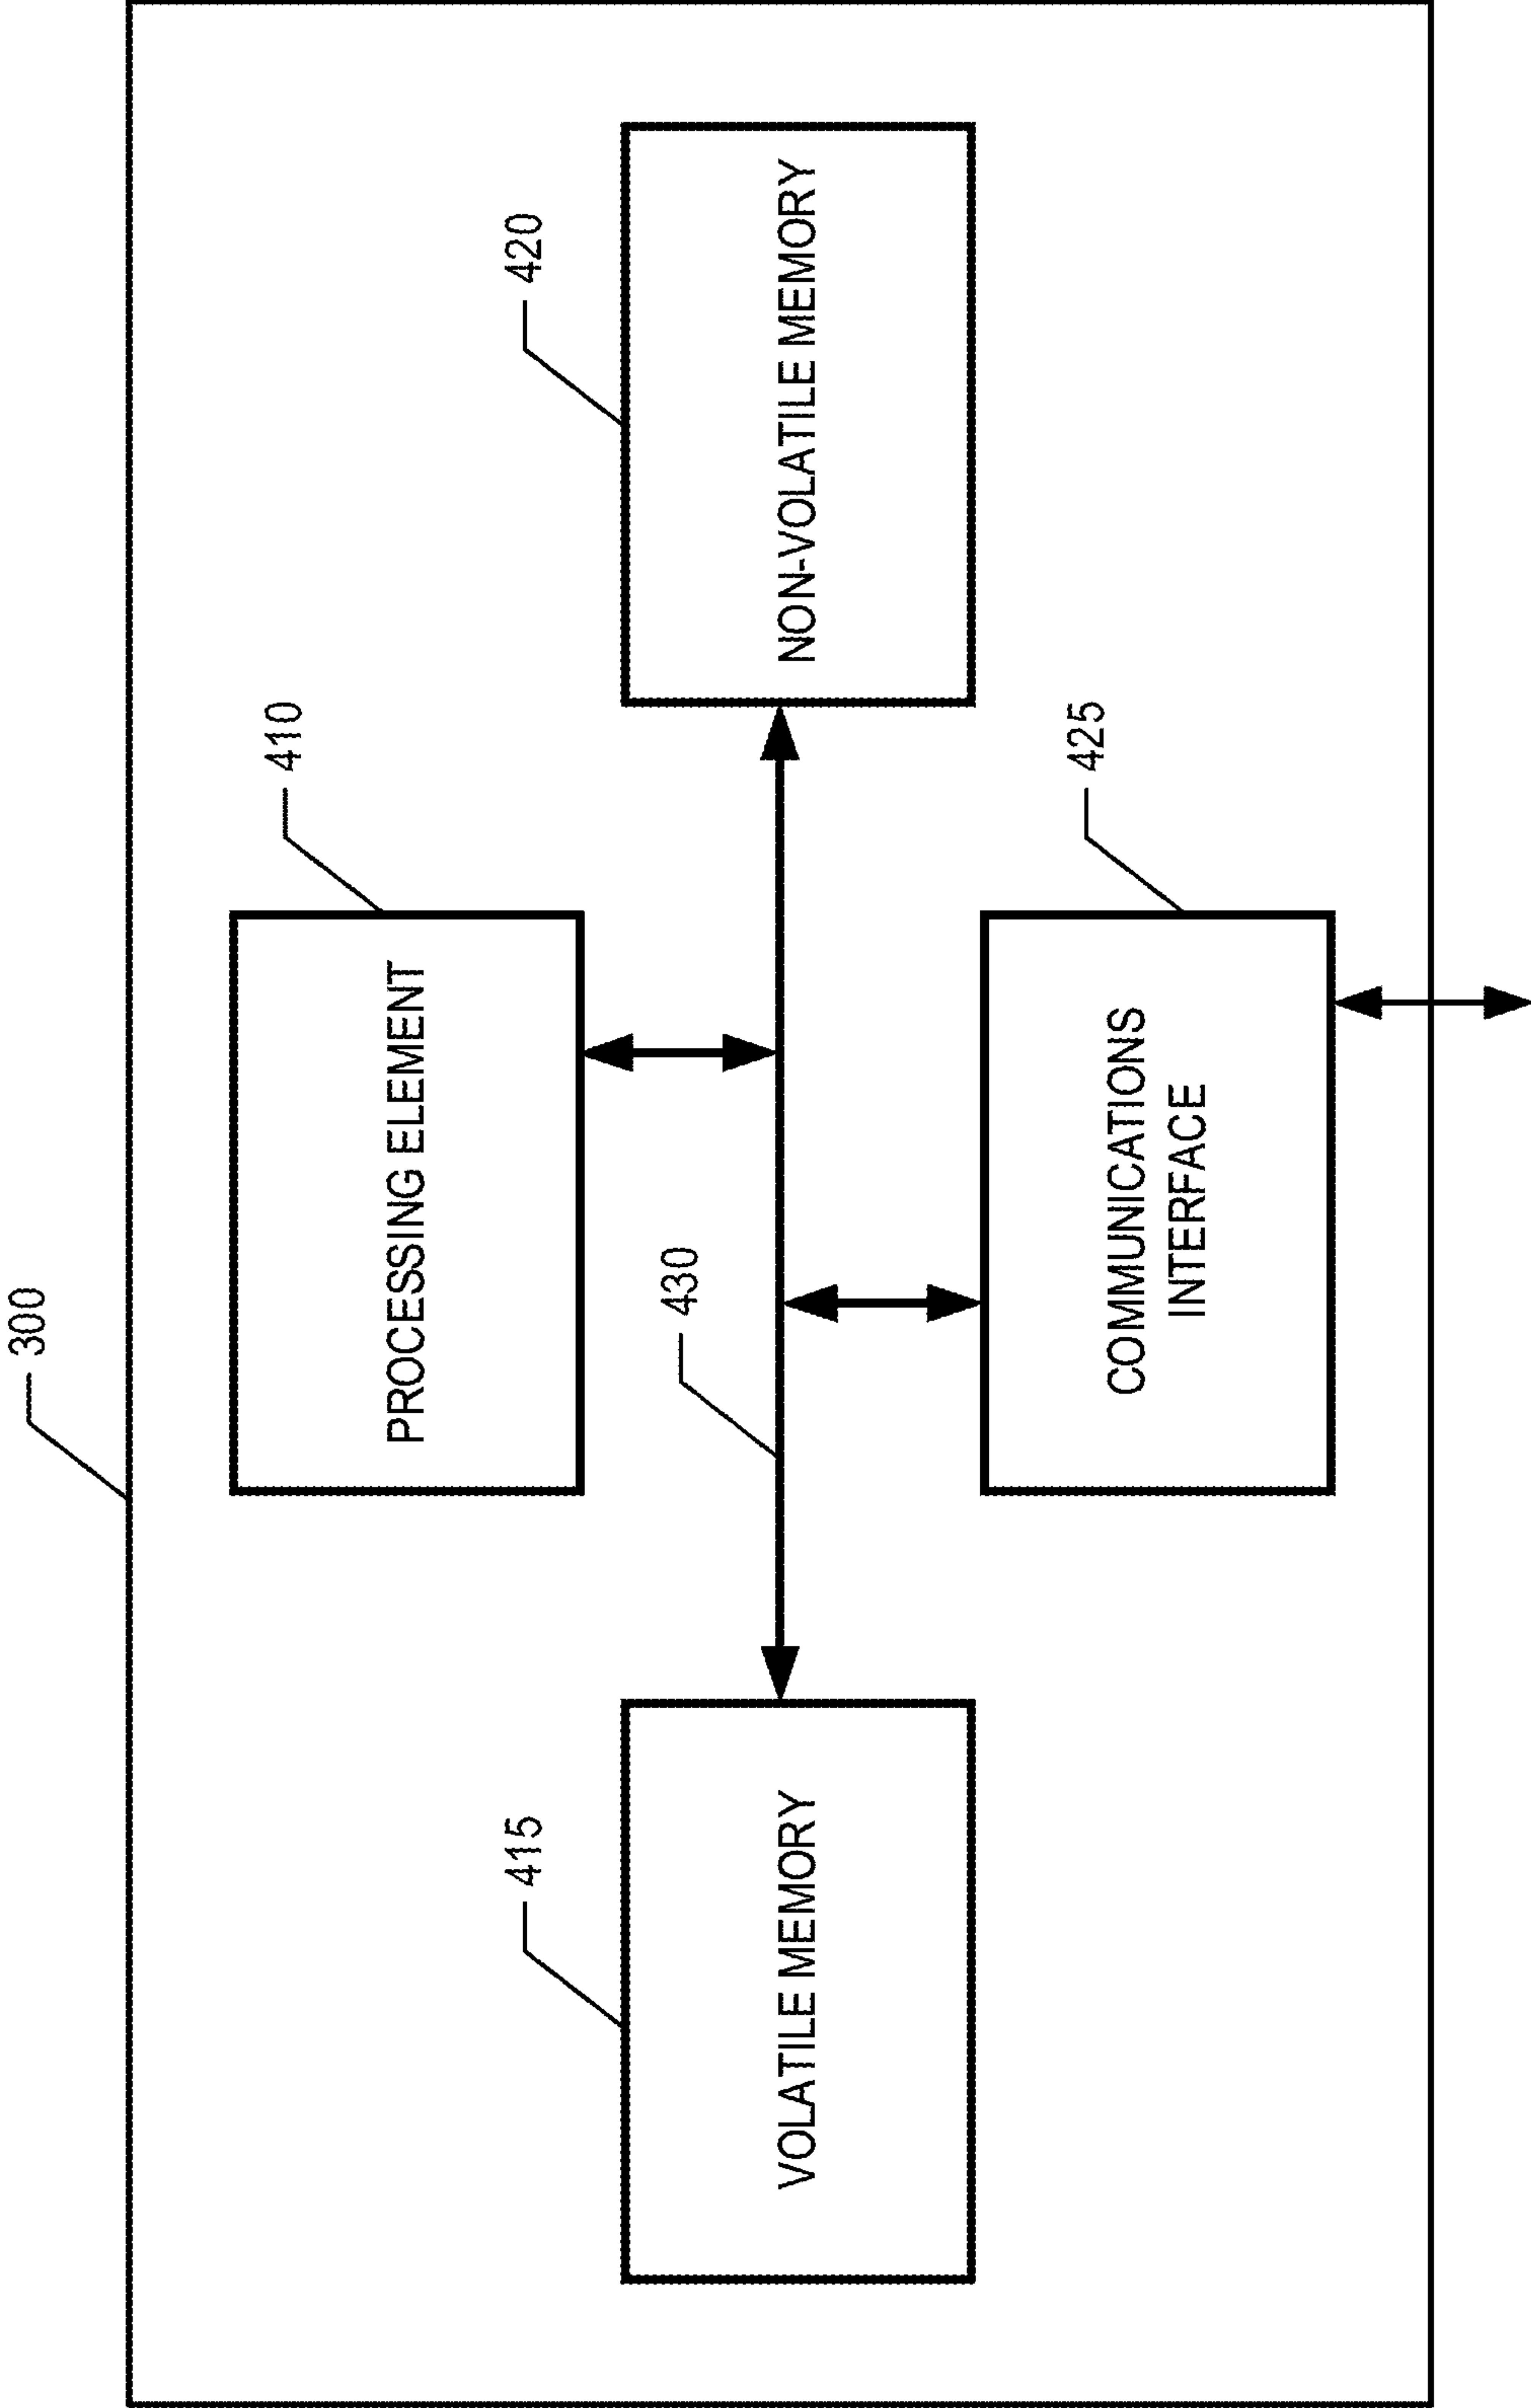 300
410
PROCESSING ELEMENT
415
420
430
VOLATILE MEMORY
NON-VOLATILE MEMORY
425
COMMUNICATIONS
INTERFACE